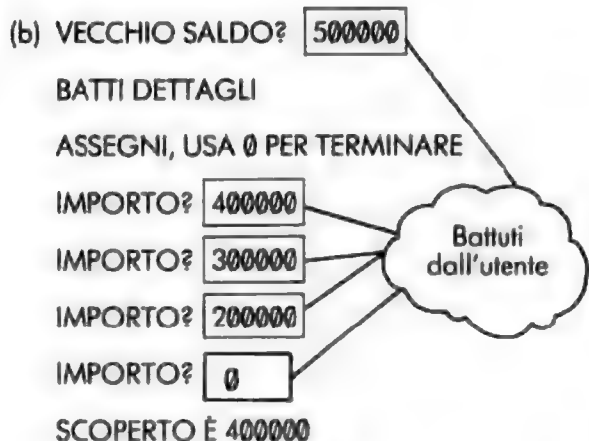 (b) VECCHIO SALDO? 500000
BATTI DETTAGLI
ASSEGNI, USA 0 PER TERMINARE
IMPORTO? 400000
IMPORTO? 300000
IMPORTO? 200000
IMPORTO? 0
SCOPERTO È 400000
Battuti
dall'utente